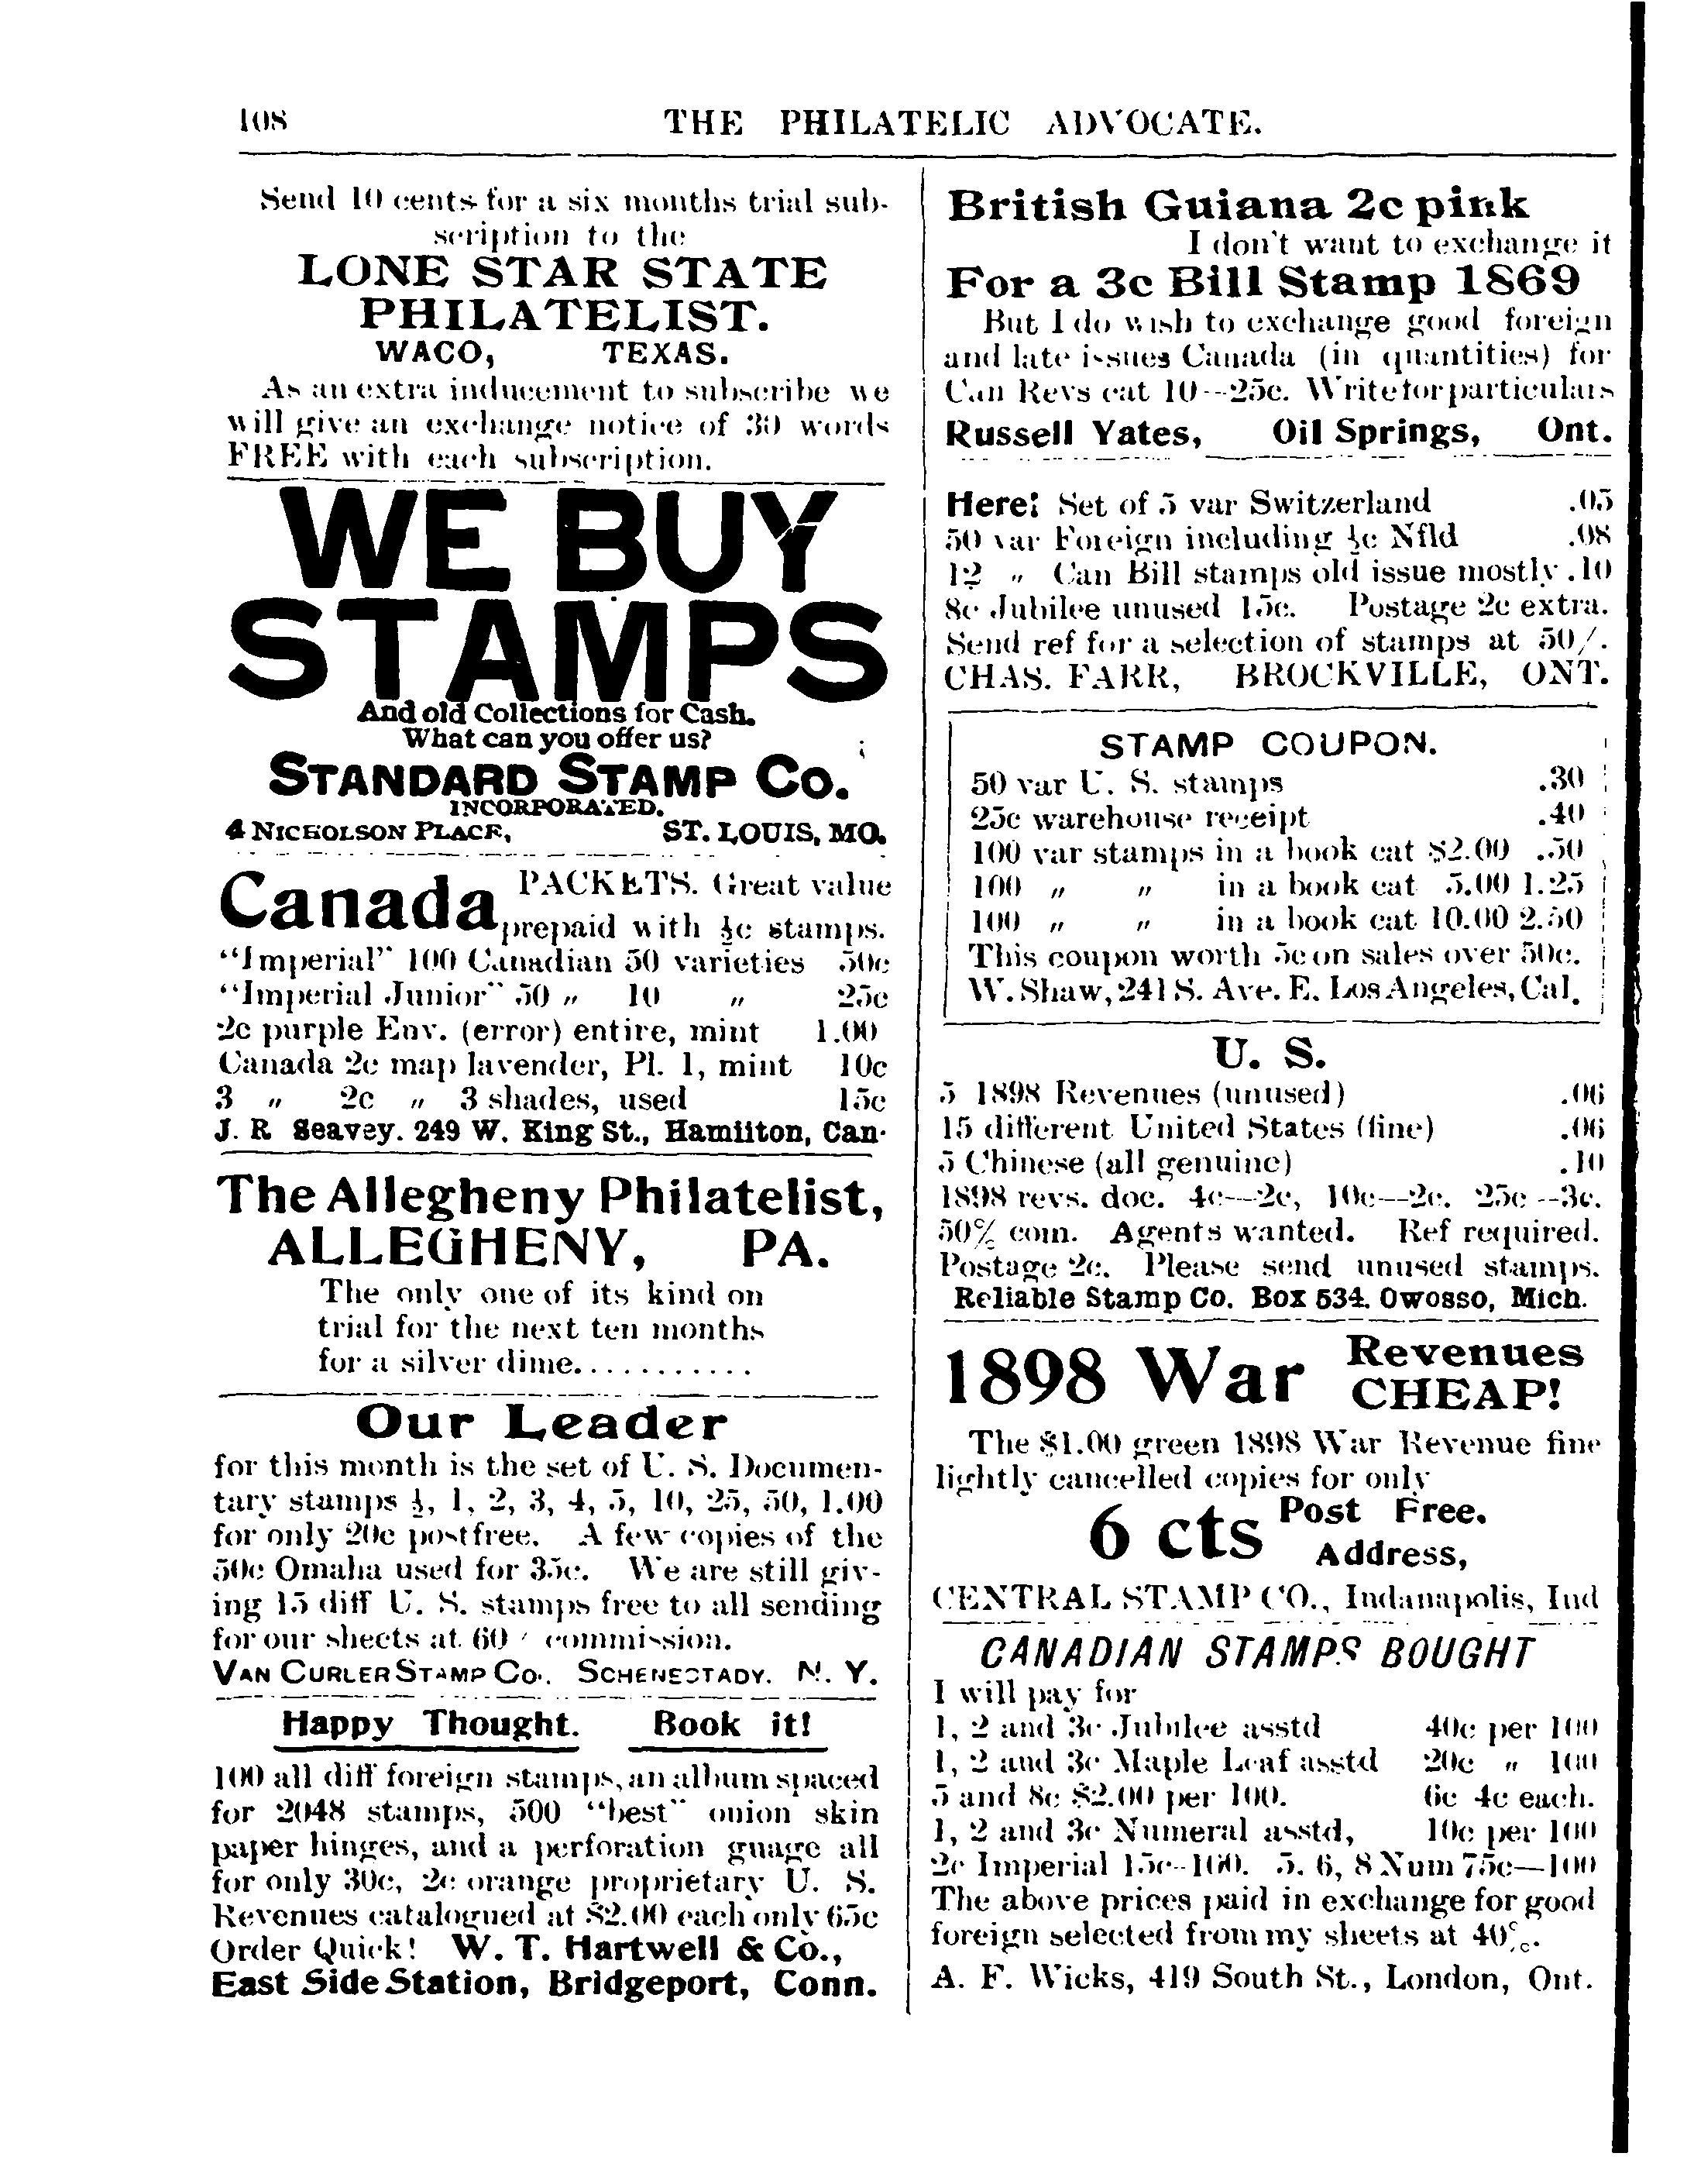 108 THE PHILATELIC ADVOCATE.
Send 10 cents for a six months trial sub-
scription to the
LONE STAR STATE
PHILATELIST.
WACO, TEXAS.
As an extra inducement to subscribe we
will give an exchange notice of 30 words
FREE with each subscription.
WE BUY
STAMPS
And old Collections for Cash.
What can you offer us?
STANDARD STAMP CO.
INCORPORATED.
4 NICHOLSON PLACE, ST. LOUIS, MO.
Canada PACKETS. Great value
prepaid with ½c stamps.
"Imperial" 100 Canadian 50 varieties 50c
"Imperial Junior" 50 " 10 " 25c
2c purple Env. (error) entire, mint 1.00
Canada 2c map lavender, Pl. 1, mint 10c
3 " 2c " 3 shades, used 15c
J. R Seavey. 249 W. King St., Hamilton, Can.
The Allegheny Philatelist,
ALLEGHENY, PA.
The only one of its kind on
trial for the next ten months
for a silver dime...........
Our Leader
for this month is the set of U. S. Documen-
tary stamps ½, 1, 2, 3, 4, 5, 10, 25, 50, 1.00
for only 20c postfree. A few copies of the
50c Omaha used for 35c. We are still giv-
ing 15 diff U. S. stamps free to all sending
for our sheets at 60 commission.
VAN CURLER STAMP CO., SCHENECTADY. N. Y.
Happy Thought. Book it!
100 all diff foreign stamps, an album spaced
for 2048 stamps, 500 "best" onion skin
paper hinges, and a perforation guage all
for only 30c, 2c orange proprietary U. S.
Revenues catalogued at $2.00 each only 65c
Order Quick! W. T. Hartwell & Co.,
East Side Station, Bridgeport, Conn.
British Guiana 2c pink
I don't want to exchange it
For a 3c Bill Stamp 1869
But I do wish to exchange good foreign
and late issues Canada (in quantities) for
Can Revs cat 10--25c. Write for particulars
Russell Yates, Oil Springs, Ont.
Here! Set of 5 var Switzerland .05
50 var Foreign including ½c Nfld .08
12 " Can Bill stamps old issue mostly .10
8c Jubilee unused 15c. Postage 2c extra.
Send ref for a selection of stamps at 50/.
CHAS. FARR, BROCKVILLE, ONT.
STAMP COUPON.
50 var U. S. stamps .30
25c warehouse receipt .40
100 var stamps in a book cat $2.00 .50
100 " " in a book cat 5.00 1.25
100 " " in a book cat 10.00 2.50
This coupon worth 5c on sales over 50c.
W. Shaw, 241 S. Ave. E. Los Angeles, Cal.
U. S.
5 1898 Revenues (unused) .06
15 different United States (fine) .06
5 Chinese (all genuine) .10
1898 revs. doc. 4c—2c, 10c—2c. 25c--3c.
50% com. Agents wanted. Ref required.
Postage 2c. Please send unused stamps.
Reliable Stamp Co. Box 534. Owosso, Mich.
1898 War Revenues
CHEAP!
The $1.00 green 1898 War Revenue fine
lightly cancelled copies for only
6 cts Post Free.
Address,
CENTRAL STAMP CO., Indanapolis, Ind
CANADIAN STAMPS BOUGHT
I will pay for
1, 2 and 3c Jubilee asstd 40c per 100
1, 2 and 3c Maple Leaf asstd 20c " 100
5 and 8c $2.00 per 100. 6c 4c each.
1, 2 and 3c Numeral asstd, 10c per 100
2c Imperial 15c--100. 5. 6, 8 Num 75c—100
The above prices paid in exchange for good
foreign selected from my sheets at 40%.
A. F. Wicks, 419 South St., London, Ont.